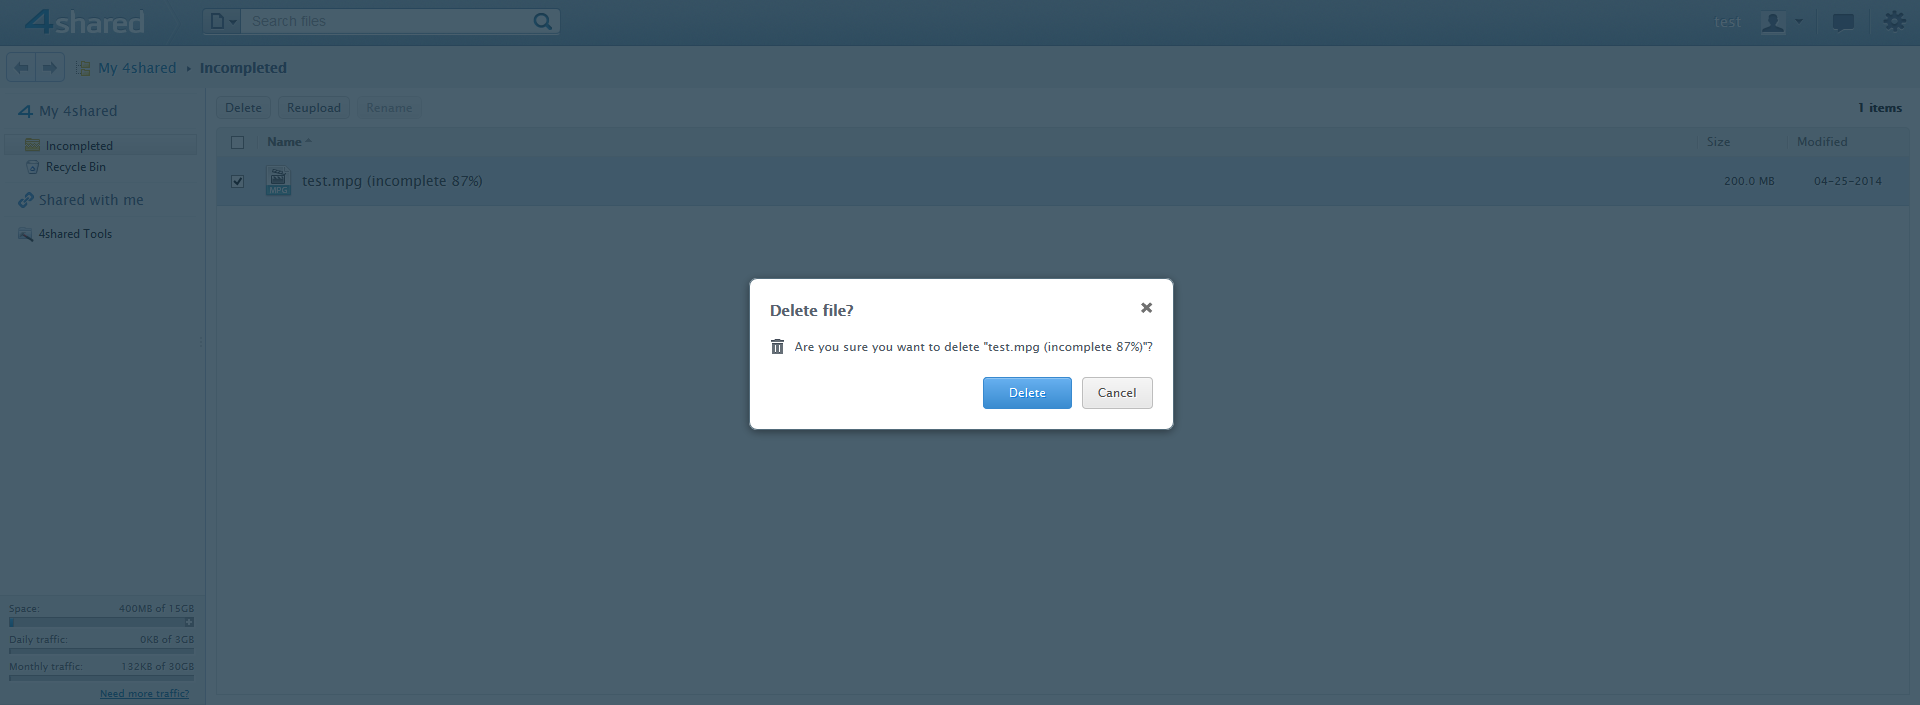 4shared
Search files
test
My 4shared
Incompleted
4 My 4shared
Incompleted
Recycle Bin
Shared with me
4shared Tools
Delete
Reupload
Rename
1 items
Name
Size
Modified
MPG
test.mpg (incomplete 87%)
200.0 MB
04-25-2014
Delete file?
Are you sure you want to delete "test.mpg (incomplete 87%)"?
Delete
Cancel
Space: 400MB of 15GB
Daily traffic: 0KB of 3GB
Monthly traffic: 132KB of 30GB
Need more traffic?